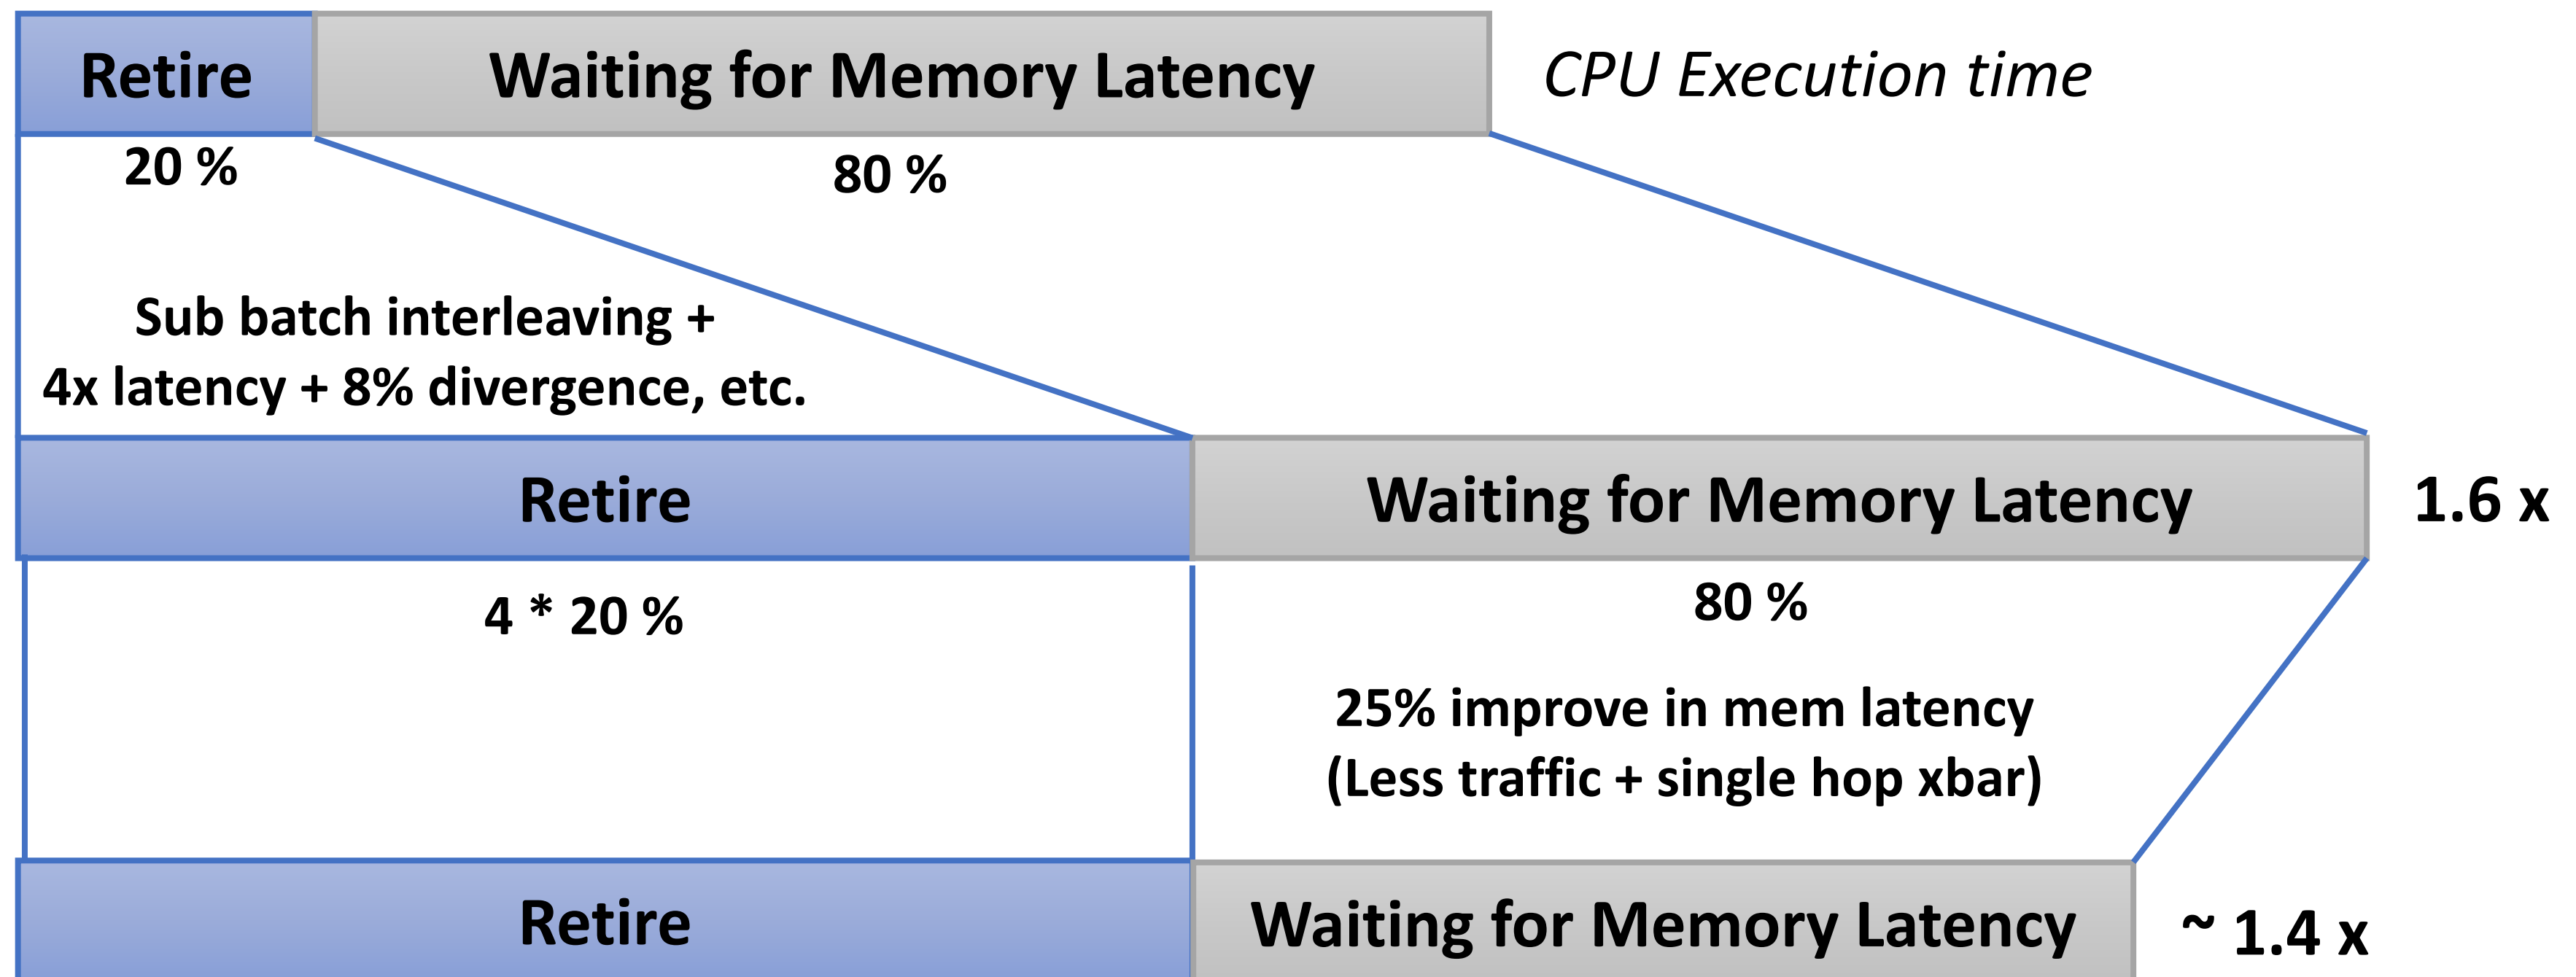 Retire
Waiting for Memory Latency
CPU Execution time
20 %
80 %
Sub batch interleaving +
4x latency + 8% divergence, etc.
Retire
Waiting for Memory Latency
1.6 x
4 * 20 %
80 %
25% improve in mem latency
(Less traffic + single hop xbar)
Retire
Waiting for Memory Latency
~ 1.4 x